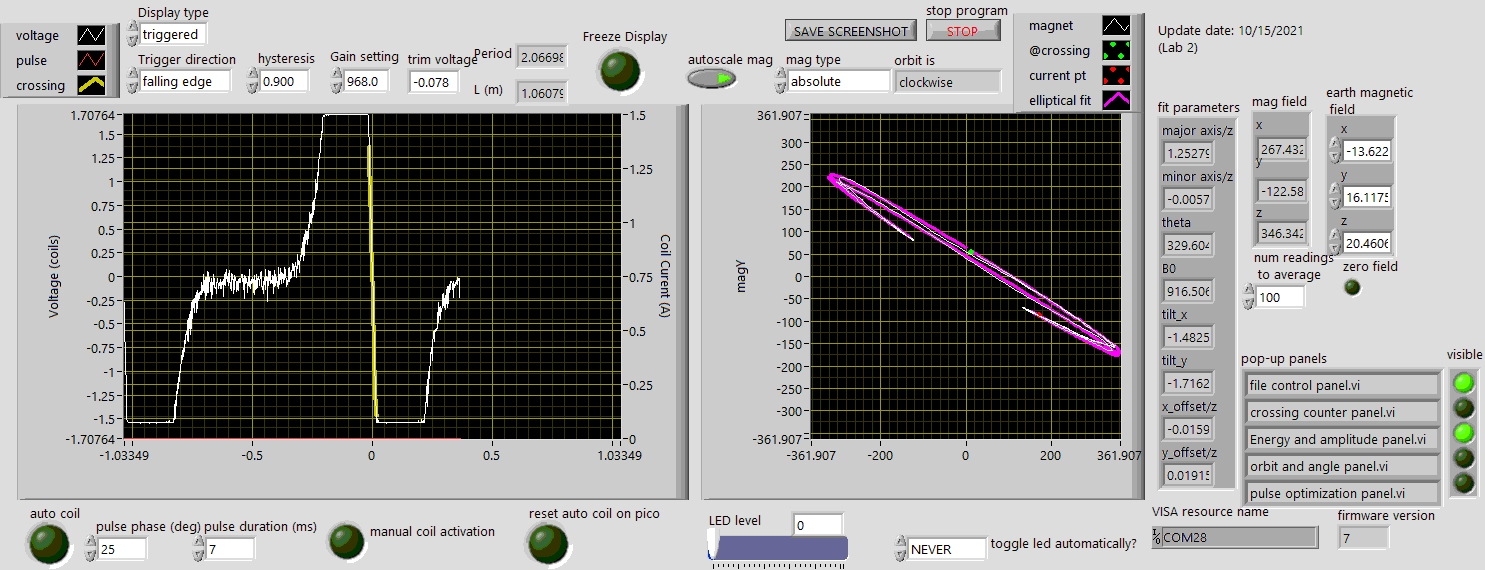 Display type
stop program
voltage
triggered
SAVE SCREENSHOT
STOP
magnet
Update date: 10/15/2021
(Lab 2)
pulse
Trigger direction
hysteresis
Gain setting
trim voltage
Period
2.0669
Freeze Display
@crossing
crossing
falling edge
0.900
968.0
-0.078
L (m)
1.0607
autoscale mag
mag type
absolute
orbit is
clockwise
current pt
elliptical fit
Voltage (coils)
1.70764
1.5
1.25
1
0.75
0.5
0.25
0
-0.25
-0.5
-0.75
-1
-1.25
-1.5
-1.70764
-1.03349
-0.5
0
0.5
1.03349
1.5
1.25
1
0.75
0.5
0.25
0
Coil Current (A)
magY
361.907
300
250
200
150
100
50
0
-50
-100
-150
-200
-250
-300
-361.907
-361.907
-200
0
200
361.907
fit parameters
major axis/z
1.2527
minor axis/z
-0.0057
theta
329.604
B0
916.506
tilt_x
-1.4825
tilt_y
-1.7162
x_offset/z
-0.0159
y_offset/z
0.0191
mag field
x
267.432
y
-122.58
z
346.342
earth magnetic
field
x
-13.622
y
16.117
z
20.460
num readings
to average
100
zero field
pop-up panels
visible
file control panel.vi
crossing counter panel.vi
Energy and amplitude panel.vi
orbit and angle panel.vi
pulse optimization panel.vi
auto coil
pulse phase (deg)
25
pulse duration (ms)
7
manual coil activation
reset auto coil on pico
LED level
0
NEVER
toggle led automatically?
VISA resource name
COM28
firmware version
7